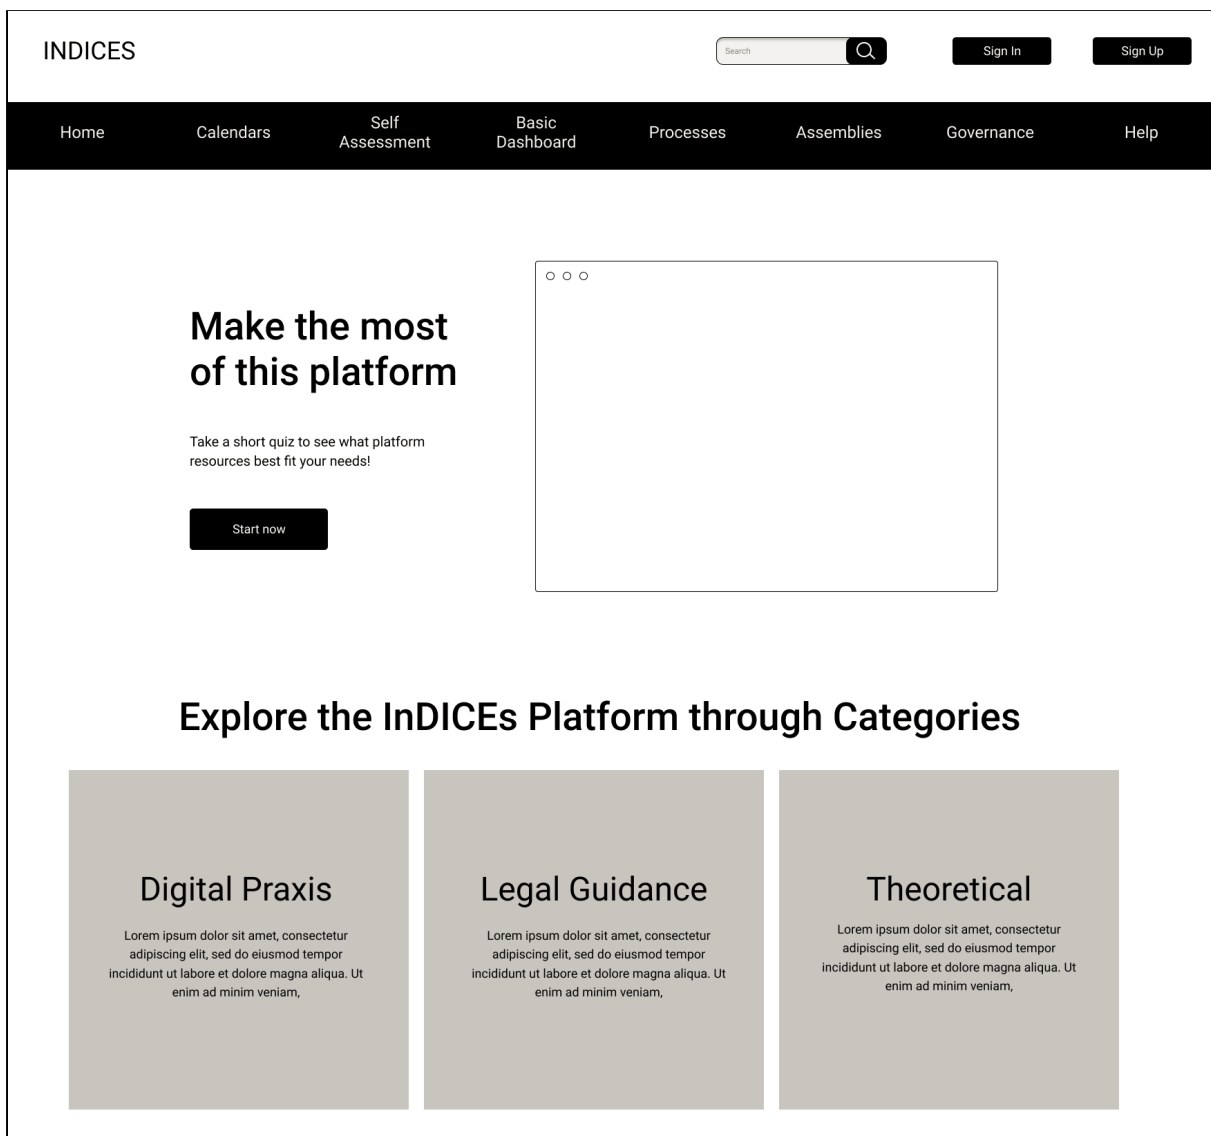 INDICES
Search
Sign In
Sign Up
Home
Calendars
Self
Assessment
Basic
Dashboard
Processes
Assemblies
Governance
Help
Make the most
of this platform
Take a short quiz to see what platform
resources best fit your needs!
Start now
Explore the InDICEs Platform through Categories
Digital Praxis
Lorem ipsum dolor sit amet, consectetur
adipiscing elit, sed do eiusmod tempor
incididunt ut labore et dolore magna aliqua. Ut
enim ad minim veniam,
Legal Guidance
Lorem ipsum dolor sit amet, consectetur
adipiscing elit, sed do eiusmod tempor
incididunt ut labore et dolore magna aliqua. Ut
enim ad minim veniam,
Theoretical
Lorem ipsum dolor sit amet, consectetur
adipiscing elit, sed do eiusmod tempor
incididunt ut labore et dolore magna aliqua. Ut
enim ad minim veniam,